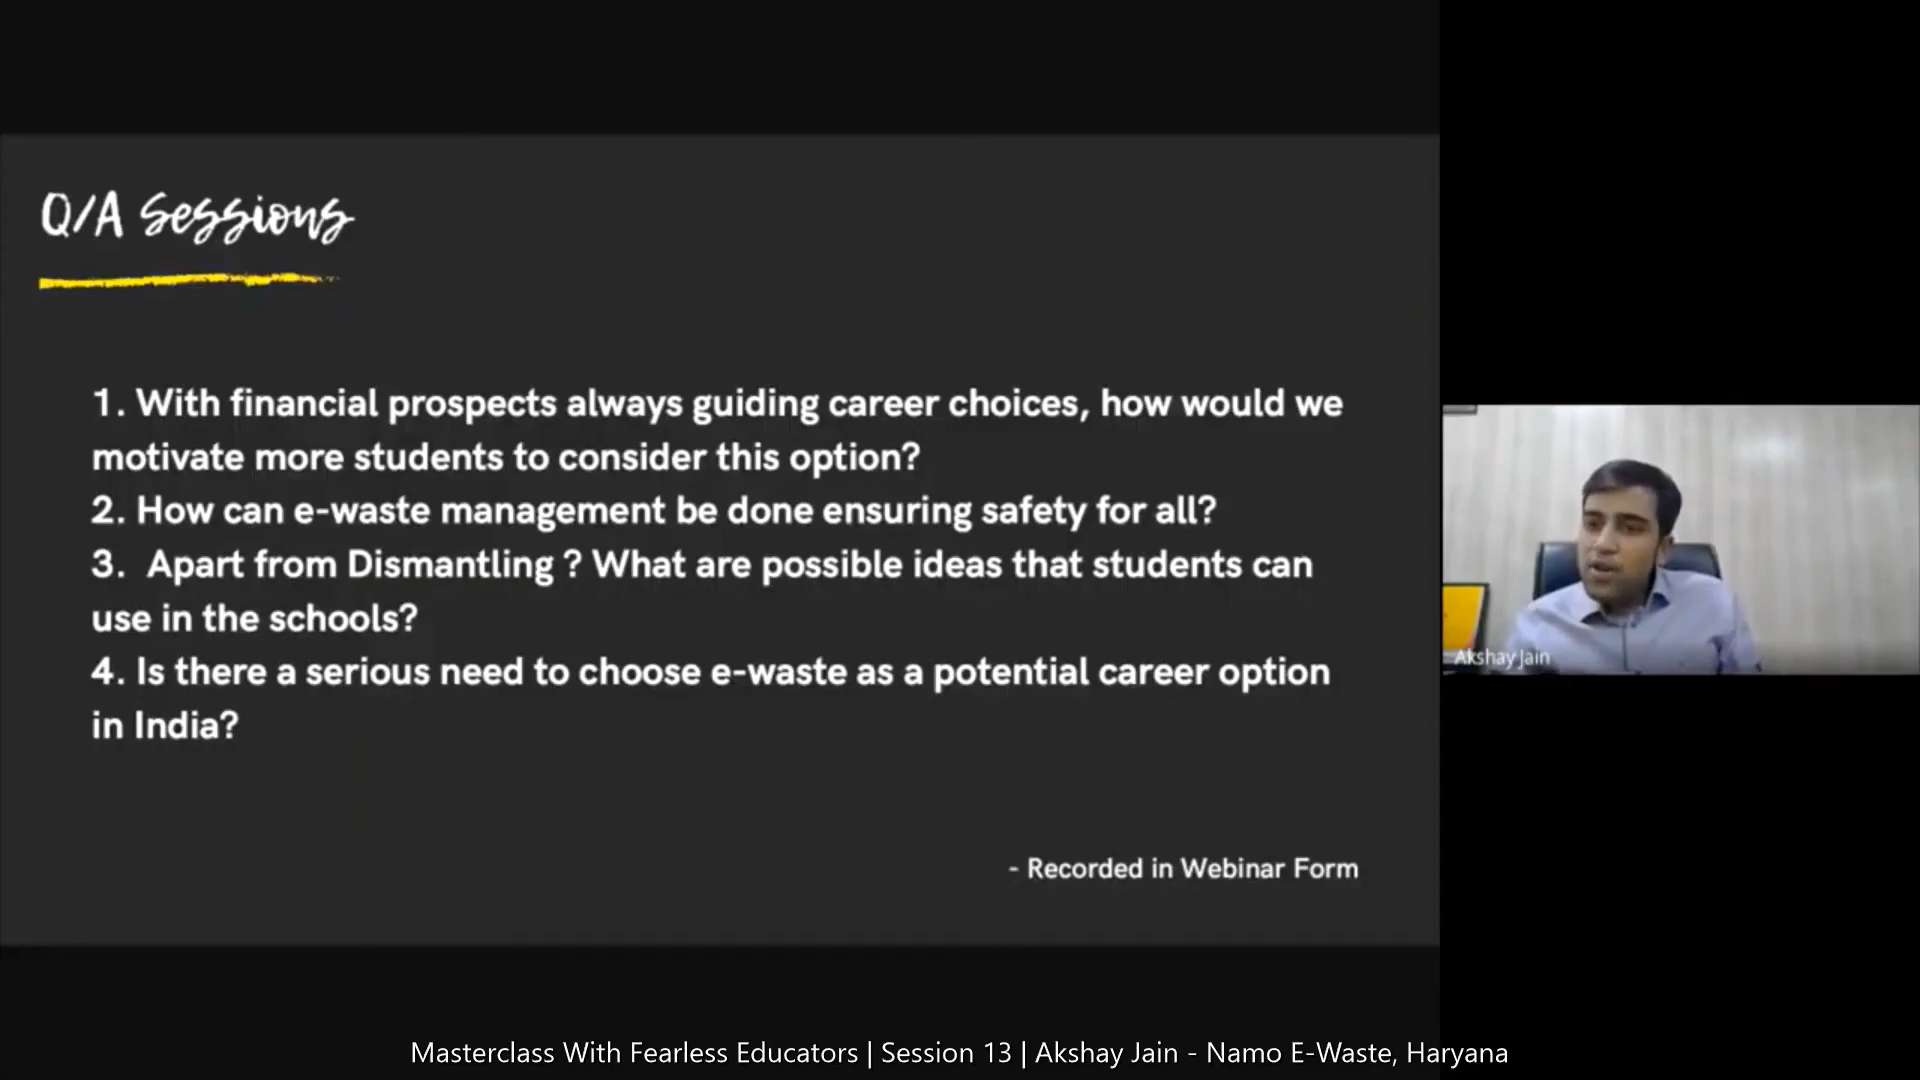 Q/A Sessions
1. With financial prospects always guiding career choices, how would we
motivate more students to consider this option?
2. How can e-waste management be done ensuring safety for all?
3.  Apart from Dismantling ? What are possible ideas that students can
use in the schools?
4. Is there a serious need to choose e-waste as a potential career option
in India?
- Recorded in Webinar Form
Akshay Jain
Masterclass With Fearless Educators | Session 13 | Akshay Jain - Namo E-Waste, Haryana